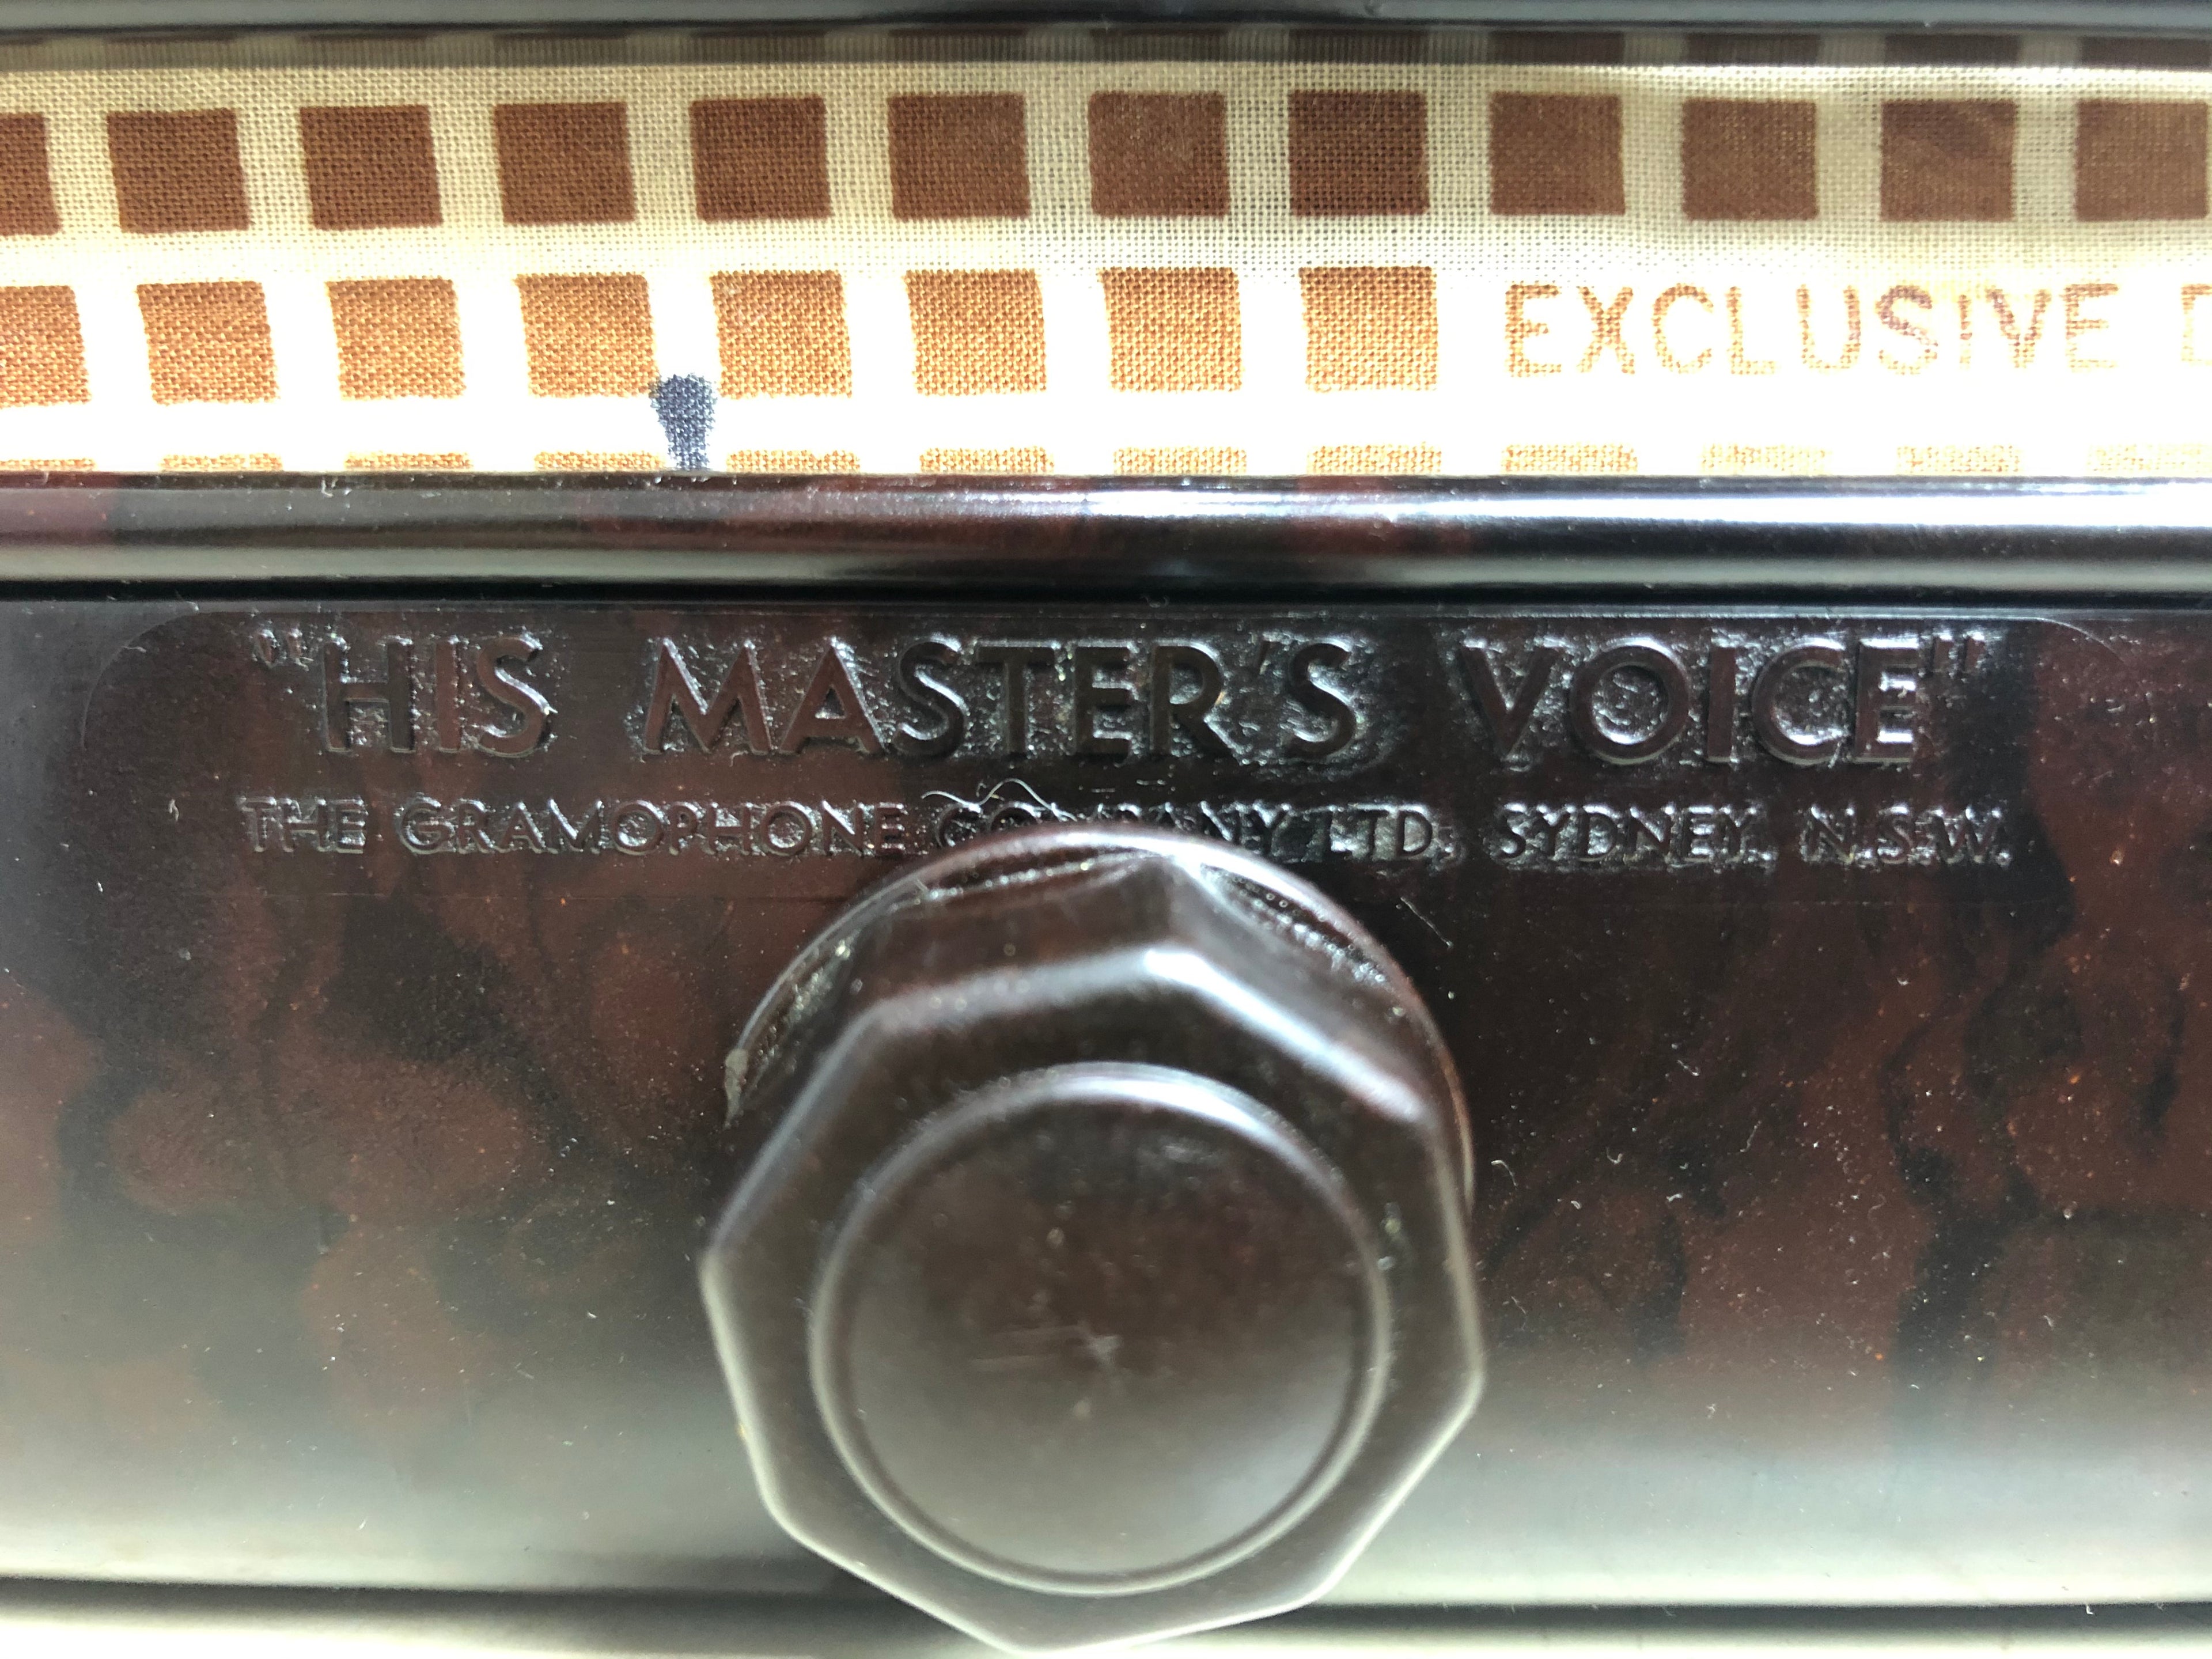 EXCLUSIVE
"HIS MASTER'S VOICE"
THE GRAMOPHONE COMPANY LTD, SYDNEY, N.S.W.